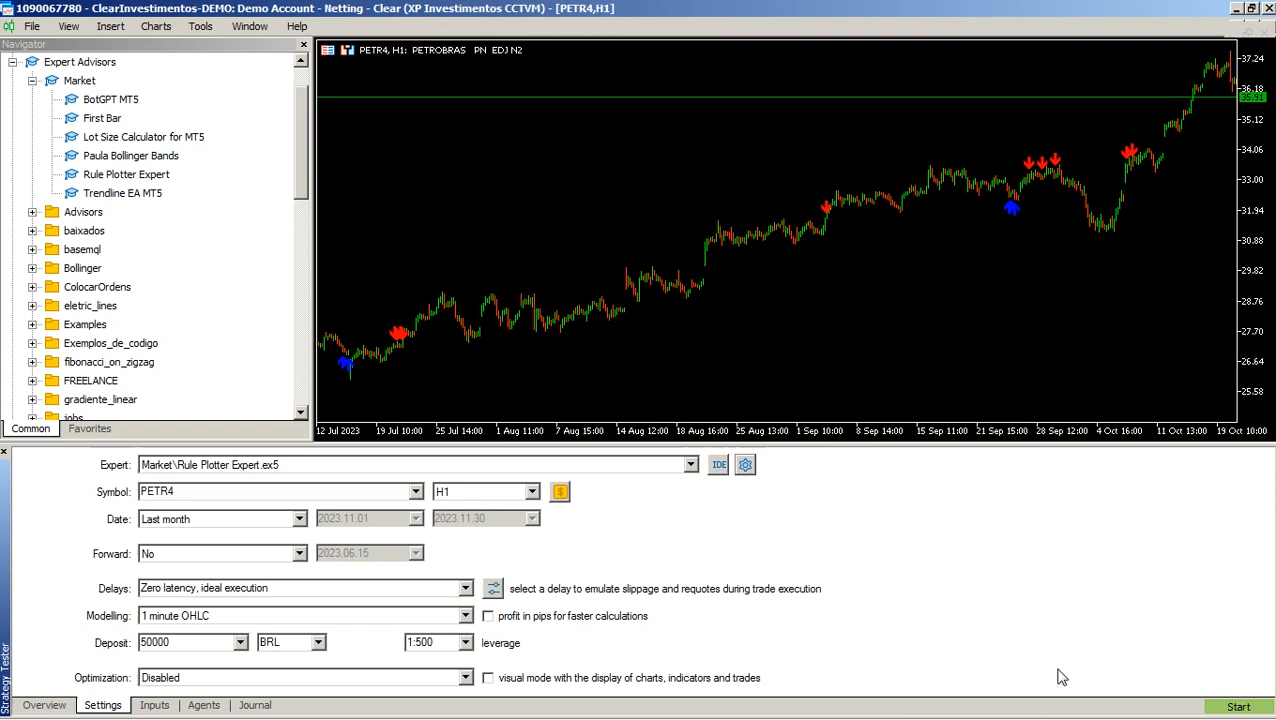 1090067780 - ClearInvestimentos-DEMO: Demo Account - Netting - Clear (XP Investimentos CCTVM) - [PETR4,H1]
File View Insert Charts Tools Window Help
Navigator
Expert Advisors
Market
BotGPT MT5
First Bar
Lot Size Calculator for MT5
Paula Bollinger Bands
Rule Plotter Expert
Trendline EA MT5
Advisors
baixados
basemql
Bollinger
ColocarOrdens
eletric_lines
Examples
Exemplos_de_codigo
fibonacci_on_zigzag
FREELANCE
gradiente_linear
jobs
Common Favorites
PETR4, H1: PETROBRAS PN EDJ N2
37.24
36.18
35.91
35.12
34.06
33.00
31.94
30.88
29.82
28.76
27.70
26.64
25.58
12 Jul 2023 19 Jul 10:00 25 Jul 14:00 1 Aug 11:00 7 Aug 15:00 14 Aug 12:00 18 Aug 16:00 25 Aug 13:00 1 Sep 10:00 8 Sep 14:00 15 Sep 11:00 21 Sep 15:00 28 Sep 12:00 4 Oct 16:00 11 Oct 13:00 19 Oct 10:00
Expert: Market\Rule Plotter Expert.ex5 IDE
Symbol: PETR4 H1 $
Date: Last month 2023.11.01 2023.11.30
Forward: No 2023.06.15
Delays: Zero latency, ideal execution select a delay to emulate slippage and requotes during trade execution
Modelling: 1 minute OHLC profit in pips for faster calculations
Deposit: 50000 BRL 1:500 leverage
Optimization: Disabled visual mode with the display of charts, indicators and trades
Strategy Tester
Overview Settings Inputs Agents Journal Start